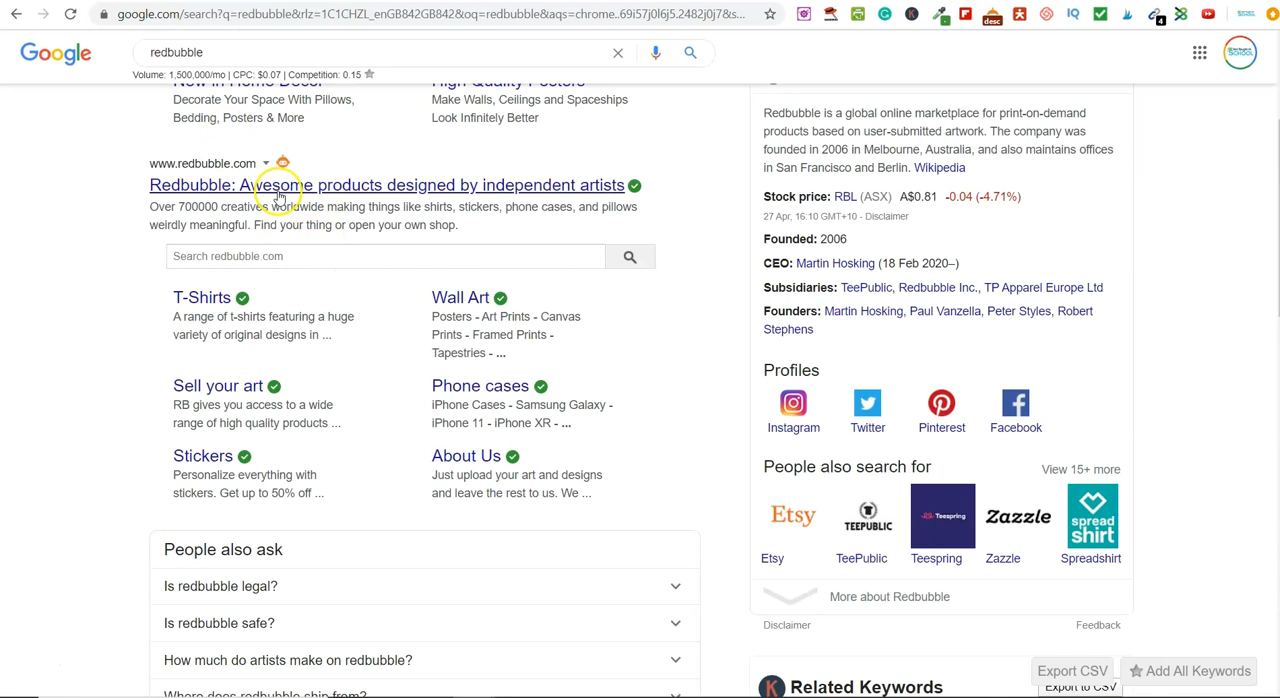 google.com/search?q=redbubble&rlz=1C1CHZL_enGB842GB842&oq=redbubble&aqs=chrome..69i57j0l6j5.2482j0j7&s...
desc
4
Google
redbubble
SCHOOL
Volume: 1,500,000/mo | CPC: $0.07 | Competition: 0.15
New in Home Decor High Quality Posters
Decorate Your Space With Pillows,
Bedding, Posters & More
Make Walls, Ceilings and Spaceships
Look Infinitely Better
www.redbubble.com
Redbubble: Awesome products designed by independent artists
Over 700000 creatives worldwide making things like shirts, stickers, phone cases, and pillows
weirdly meaningful. Find your thing or open your own shop.
Search redbubble.com
T-Shirts
A range of t-shirts featuring a huge
variety of original designs in ...
Wall Art
Posters - Art Prints - Canvas
Prints - Framed Prints -
Tapestries - ...
Sell your art
RB gives you access to a wide
range of high quality products ...
Phone cases
iPhone Cases - Samsung Galaxy -
iPhone 11 - iPhone XR - ...
Stickers
Personalize everything with
stickers. Get up to 50% off ...
About Us
Just upload your art and designs
and leave the rest to us. We ...
People also ask
Is redbubble legal?
Is redbubble safe?
How much do artists make on redbubble?
Where does redbubble ship from?
Redbubble is a global online marketplace for print-on-demand
products based on user-submitted artwork. The company was
founded in 2006 in Melbourne, Australia, and also maintains offices
in San Francisco and Berlin. Wikipedia
Stock price: RBL (ASX) A$0.81 -0.04 (-4.71%)
27 Apr, 16:10 GMT+10 - Disclaimer
Founded: 2006
CEO: Martin Hosking (18 Feb 2020–)
Subsidiaries: TeePublic, Redbubble Inc., TP Apparel Europe Ltd
Founders: Martin Hosking, Paul Vanzella, Peter Styles, Robert
Stephens
Profiles
Instagram Twitter Pinterest Facebook
People also search for View 15+ more
Etsy TEEPUBLIC Teespring Zazzle spread shirt
Etsy TeePublic Teespring Zazzle Spreadshirt
More about Redbubble
Disclaimer Feedback
Export CSV Add All Keywords
K Related Keywords Export to CSV